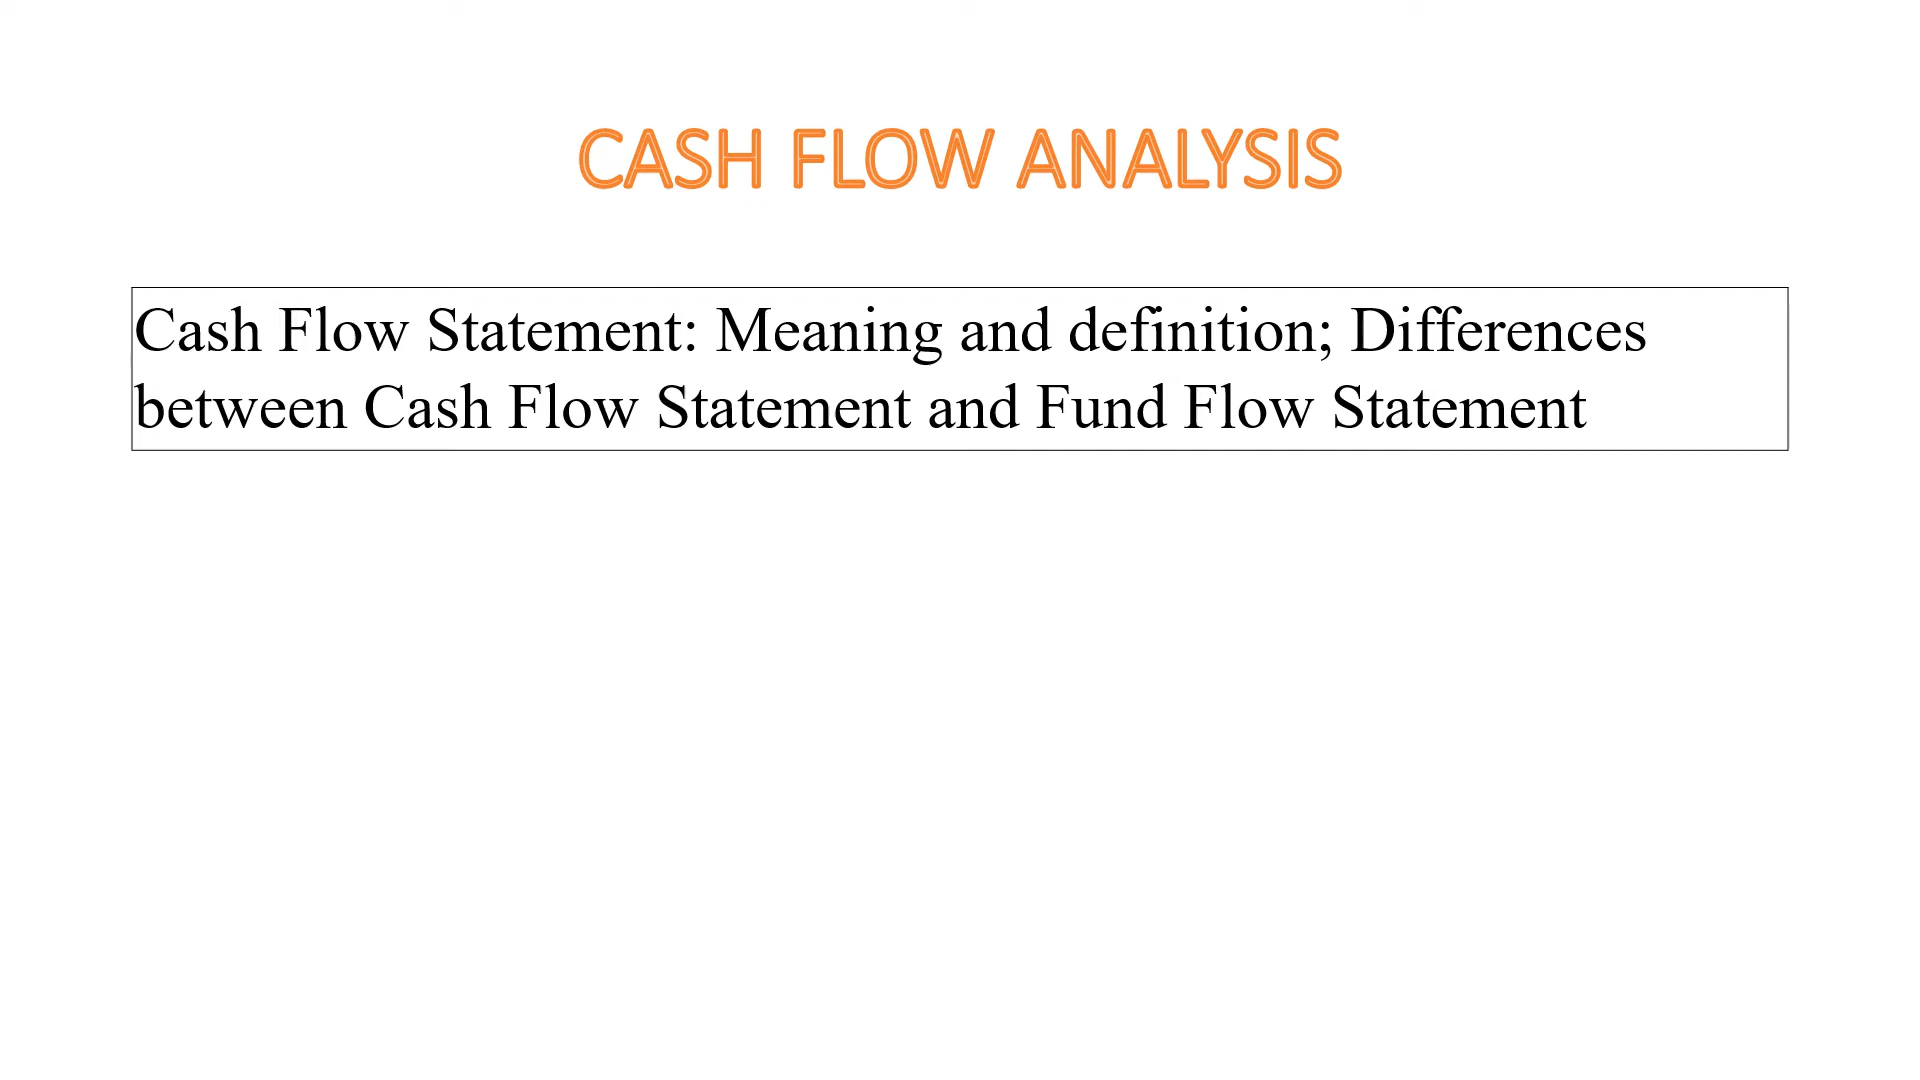 CASH FLOW ANALYSIS
Cash Flow Statement: Meaning and definition; Differences
between Cash Flow Statement and Fund Flow Statement